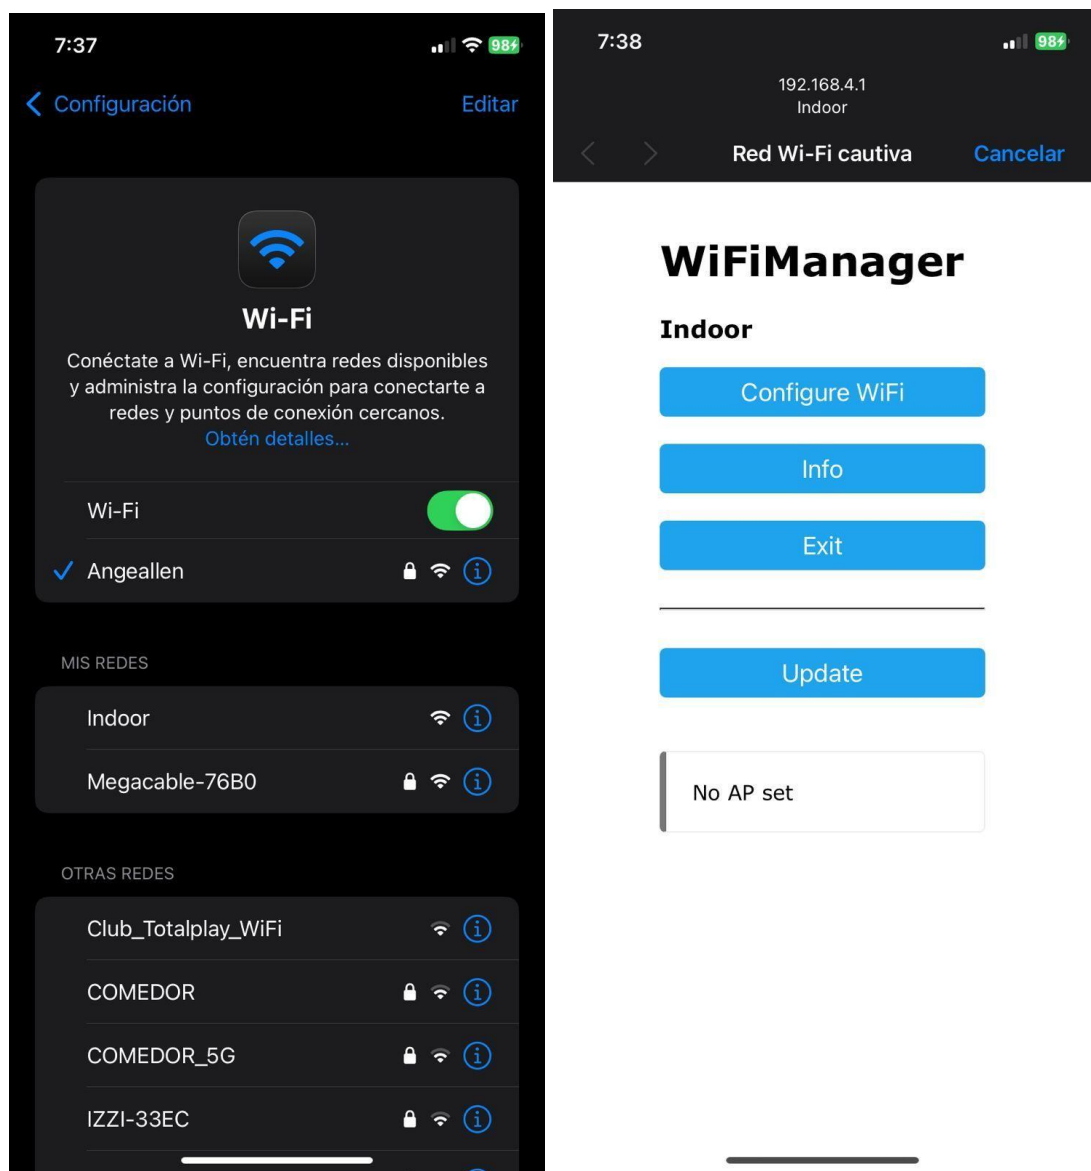 7:37
98
Configuración
Editar
Wi-Fi
Conéctate a Wi-Fi, encuentra redes disponibles
y administra la configuración para conectarte a
redes y puntos de conexión cercanos.
Obtén detalles...
Wi-Fi
Angeallen
MIS REDES
Indoor
Megacable-76B0
OTRAS REDES
Club_Totalplay_WiFi
COMEDOR
COMEDOR_5G
IZZI-33EC
7:38
98
192.168.4.1
Indoor
Red Wi-Fi cautiva
Cancelar
WiFiManager
Indoor
Configure WiFi
Info
Exit
Update
No AP set